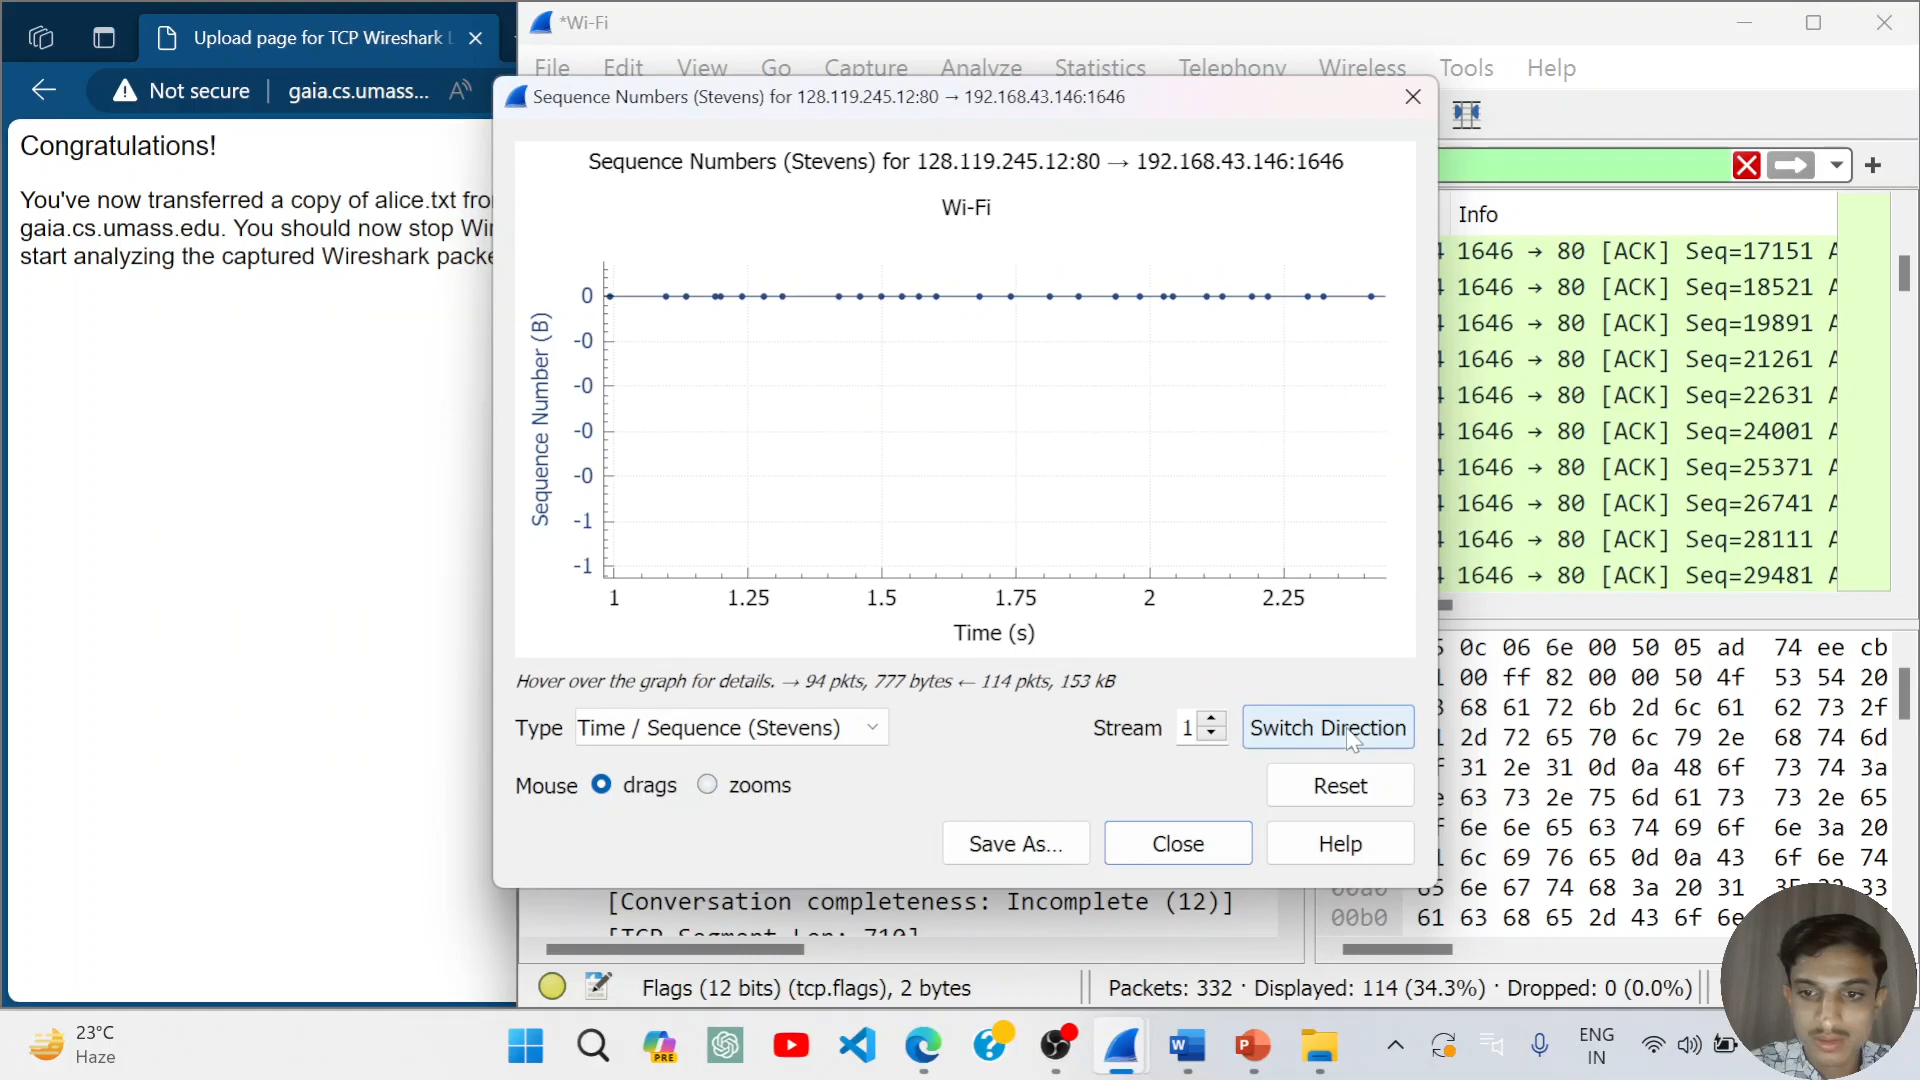 Upload page for TCP Wireshark
Not secure
gaia.cs.umass...
Congratulations!
You've now transferred a copy of alice.txt
gaia.cs.umass.edu. You should now stop
start analyzing the captured Wireshark
*Wi-Fi
File Edit View Go Capture Analyze Statistics Telephony Wireless Tools Help
Sequence Numbers (Stevens) for 128.119.245.12:80 → 192.168.43.146:1646
Sequence Numbers (Stevens) for 128.119.245.12:80 → 192.168.43.146:1646
Wi-Fi
Sequence Number (B)
0
-0
-0
-0
-0
-1
-1
1 1.25 1.5 1.75 2 2.25
Time (s)
Hover over the graph for details. → 94 pkts, 777 bytes ← 114 pkts, 153 kB
Type Time / Sequence (Stevens) Stream 1 Switch Direction
Mouse drags zooms Reset
Save As... Close Help
Info
1646 → 80 [ACK] Seq=17151 A
1646 → 80 [ACK] Seq=18521
1646 → 80 [ACK] Seq=19891
1646 → 80 [ACK] Seq=21261
1646 → 80 [ACK] Seq=22631
1646 → 80 [ACK] Seq=24001
1646 → 80 [ACK] Seq=25371
1646 → 80 [ACK] Seq=26741
1646 → 80 [ACK] Seq=28111
1646 → 80 [ACK] Seq=29481
0c 06 6e 00 50 05 ad 74 ee cb
00 ff 82 00 00 50 4f 53 54 20
68 61 72 6b 2d 6c 61 62 73 2f
2d 72 65 70 6c 79 2e 68 74 6d
31 2e 31 0d 0a 48 6f 73 74 3a
63 73 2e 75 6d 61 73 73 2e 65
6e 6e 65 63 74 69 6f 6e 3a 20
6c 69 76 65 0d 0a 43 6f 6e 74
6e 67 74 68 3a 20 31
00b0 61 63 68 65 2d 43 6f
[Conversation completeness: Incomplete (12)]
[TCP Segment Len: 710]
Flags (12 bits) (tcp.flags), 2 bytes
Packets: 332 · Displayed: 114 (34.3%) · Dropped: 0 (0.0%)
23°C
Haze
PRE
ENG
IN